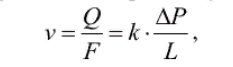 v = Q/F = k · ΔP/L,